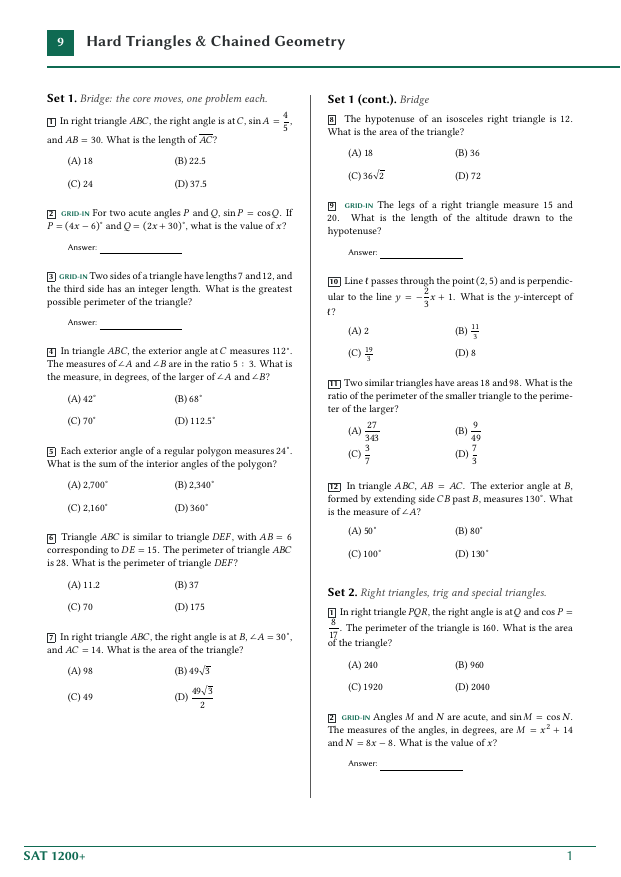 9 Hard Triangles & Chained Geometry
Set 1. Bridge: the core moves, one problem each.
1 In right triangle ABC, the right angle is at C, sin A = 4/5,
and AB = 30. What is the length of AC?
(A) 18 (B) 22.5
(C) 24 (D) 37.5
2 GRID-IN For two acute angles P and Q, sin P = cos Q. If
P = (4x − 6)° and Q = (2x + 30)°, what is the value of x?
Answer:
3 GRID-IN Two sides of a triangle have lengths 7 and 12, and
the third side has an integer length. What is the greatest
possible perimeter of the triangle?
Answer:
4 In triangle ABC, the exterior angle at C measures 112°.
The measures of ∠A and ∠B are in the ratio 5 : 3. What is
the measure, in degrees, of the larger of ∠A and ∠B?
(A) 42° (B) 68°
(C) 70° (D) 112.5°
5 Each exterior angle of a regular polygon measures 24°.
What is the sum of the interior angles of the polygon?
(A) 2,700° (B) 2,340°
(C) 2,160° (D) 360°
6 Triangle ABC is similar to triangle DEF, with AB = 6
corresponding to DE = 15. The perimeter of triangle ABC
is 28. What is the perimeter of triangle DEF?
(A) 11.2 (B) 37
(C) 70 (D) 175
7 In right triangle ABC, the right angle is at B, ∠A = 30°,
and AC = 14. What is the area of the triangle?
(A) 98 (B) 49√3
(C) 49 (D) 49√3/2
Set 1 (cont.). Bridge
8 The hypotenuse of an isosceles right triangle is 12.
What is the area of the triangle?
(A) 18 (B) 36
(C) 36√2 (D) 72
9 GRID-IN The legs of a right triangle measure 15 and
20. What is the length of the altitude drawn to the
hypotenuse?
Answer:
10 Line ℓ passes through the point (2, 5) and is perpendic-
ular to the line y = −2/3x + 1. What is the y-intercept of
ℓ?
(A) 2 (B) 11/3
(C) 19/3 (D) 8
11 Two similar triangles have areas 18 and 98. What is the
ratio of the perimeter of the smaller triangle to the perime-
ter of the larger?
(A) 27/343 (B) 9/49
(C) 3/7 (D) 7/3
12 In triangle ABC, AB = AC. The exterior angle at B,
formed by extending side CB past B, measures 130°. What
is the measure of ∠A?
(A) 50° (B) 80°
(C) 100° (D) 130°
Set 2. Right triangles, trig and special triangles.
1 In right triangle PQR, the right angle is at Q and cos P =
8/17. The perimeter of the triangle is 160. What is the area
of the triangle?
(A) 240 (B) 960
(C) 1920 (D) 2040
2 GRID-IN Angles M and N are acute, and sin M = cos N.
The measures of the angles, in degrees, are M = x² + 14
and N = 8x − 8. What is the value of x?
Answer:
SAT 1200+ 1